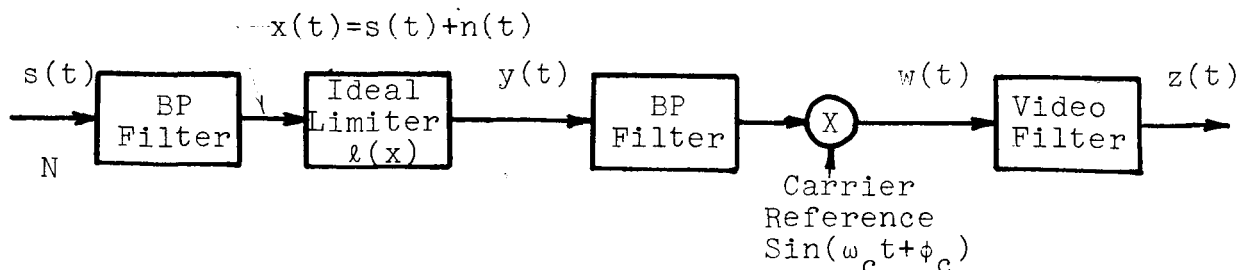 x(t)=s(t)+n(t)
s(t)
BP
Filter
N
Ideal
Limiter
ℓ(x)
y(t)
BP
Filter
X
w(t)
Video
Filter
z(t)
Carrier
Reference
Sin(ω_c t+ϕ_c)